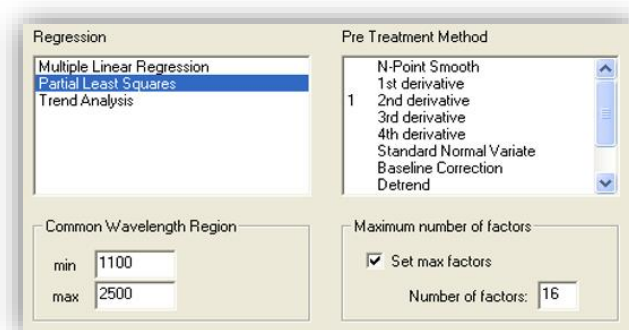 Regression
Multiple Linear Regression
Partial Least Squares
Trend Analysis
Pre Treatment Method
N-Point Smooth
1st derivative
1 2nd derivative
3rd derivative
4th derivative
Standard Normal Variate
Baseline Correction
Detrend
Common Wavelength Region
min 1100
max 2500
Maximum number of factors
Set max factors
Number of factors: 16